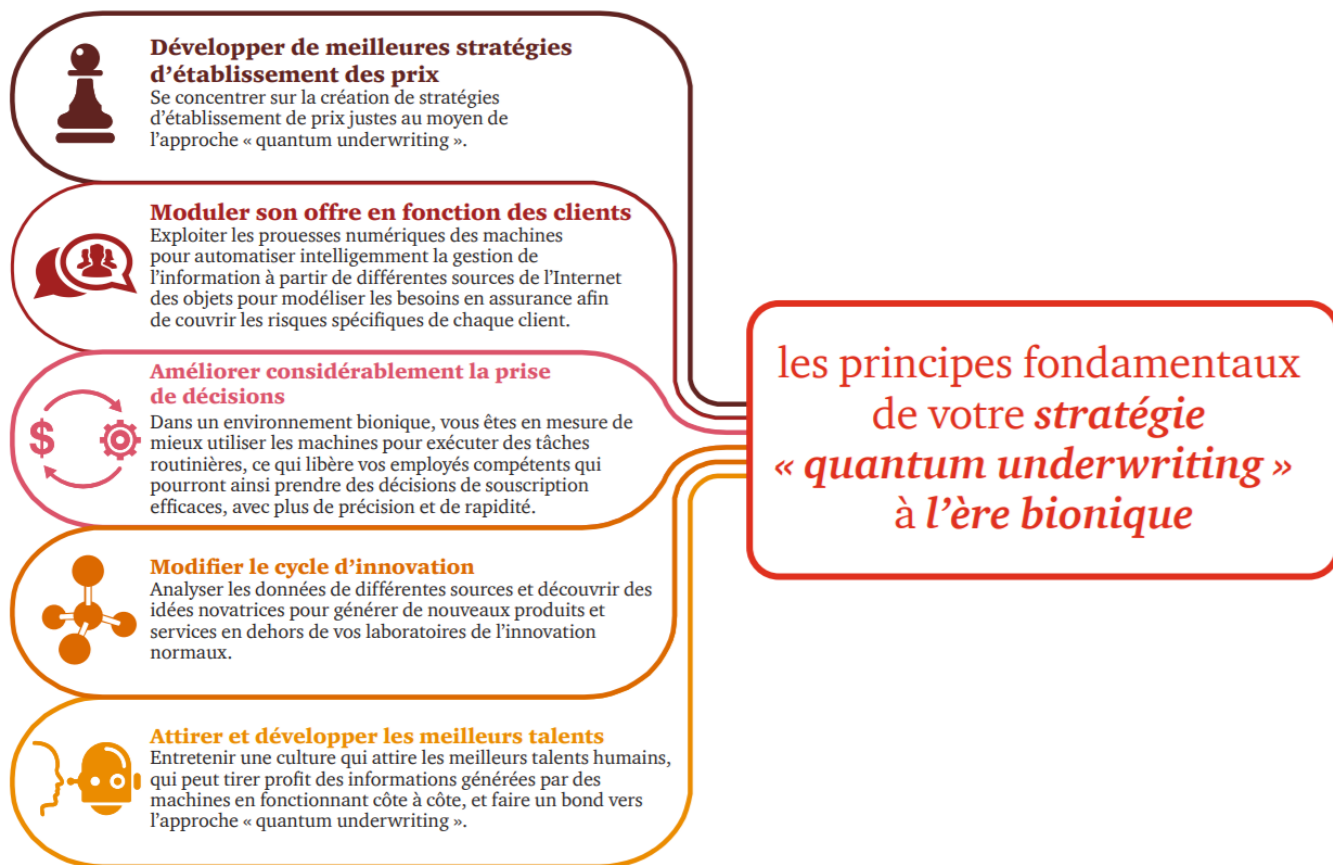 Développer de meilleures stratégies
d'établissement des prix
Se concentrer sur la création de stratégies
d'établissement de prix justes au moyen de
l'approche « quantum underwriting ».
Moduler son offre en fonction des clients
Exploiter les prouesses numériques des machines
pour automatiser intelligemment la gestion de
l'information à partir de différentes sources de l'Internet
des objets pour modéliser les besoins en assurance afin
de couvrir les risques spécifiques de chaque client.
Améliorer considérablement la prise
de décisions
Dans un environnement bionique, vous êtes en mesure de
mieux utiliser les machines pour exécuter des tâches
routinières, ce qui libère vos employés compétents qui
pourront ainsi prendre des décisions de souscription
efficaces, avec plus de précision et de rapidité.
Modifier le cycle d'innovation
Analyser les données de différentes sources et découvrir des
idées novatrices pour générer de nouveaux produits et
services en dehors de vos laboratoires de l'innovation
normaux.
Attirer et développer les meilleurs talents
Entretenir une culture qui attire les meilleurs talents humains,
qui peut tirer profit des informations générées par des
machines en fonctionnant côte à côte, et faire un bond vers
l'approche « quantum underwriting ».
les principes fondamentaux
de votre stratégie
« quantum underwriting »
à l'ère bionique